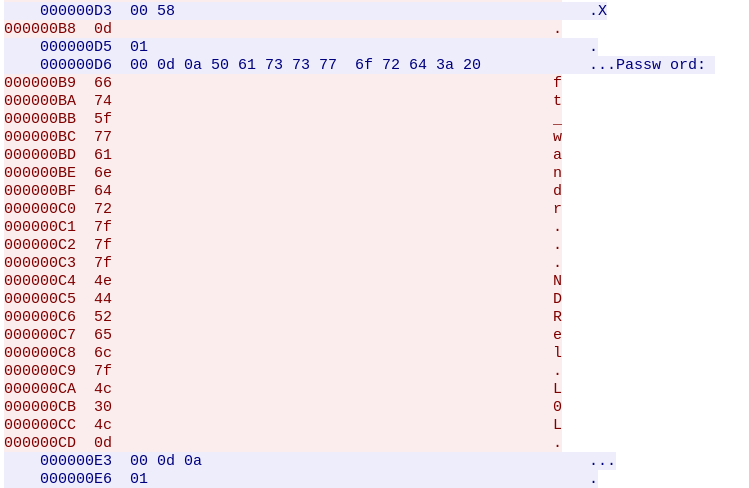 000000D3 00 58 .X
000000B8 0d .
000000D5 01 .
000000D6 00 0d 0a 50 61 73 73 77 6f 72 64 3a 20 ...Passw ord:
000000B9 66 f
000000BA 74 t
000000BB 5f _
000000BC 77 w
000000BD 61 a
000000BE 6e n
000000BF 64 d
000000C0 72 r
000000C1 7f .
000000C2 7f .
000000C3 7f .
000000C4 4e N
000000C5 44 D
000000C6 52 R
000000C7 65 e
000000C8 6c l
000000C9 7f .
000000CA 4c L
000000CB 30 0
000000CC 4c L
000000CD 0d .
000000E3 00 0d 0a ...
000000E6 01 .